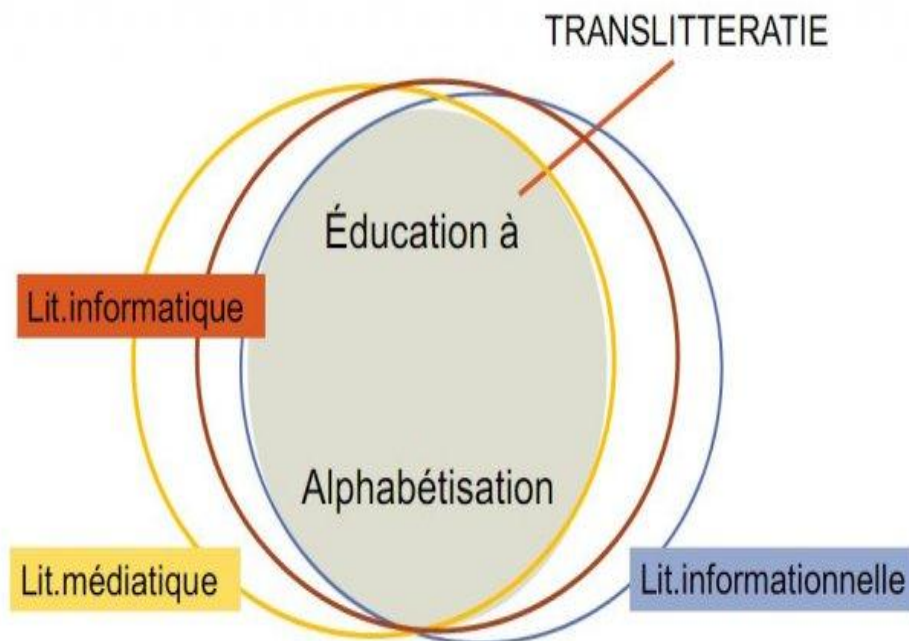 TRANSLITTERATIE
Éducation à
Lit.informatique
Alphabétisation
Lit.médiatique
Lit.informationnelle